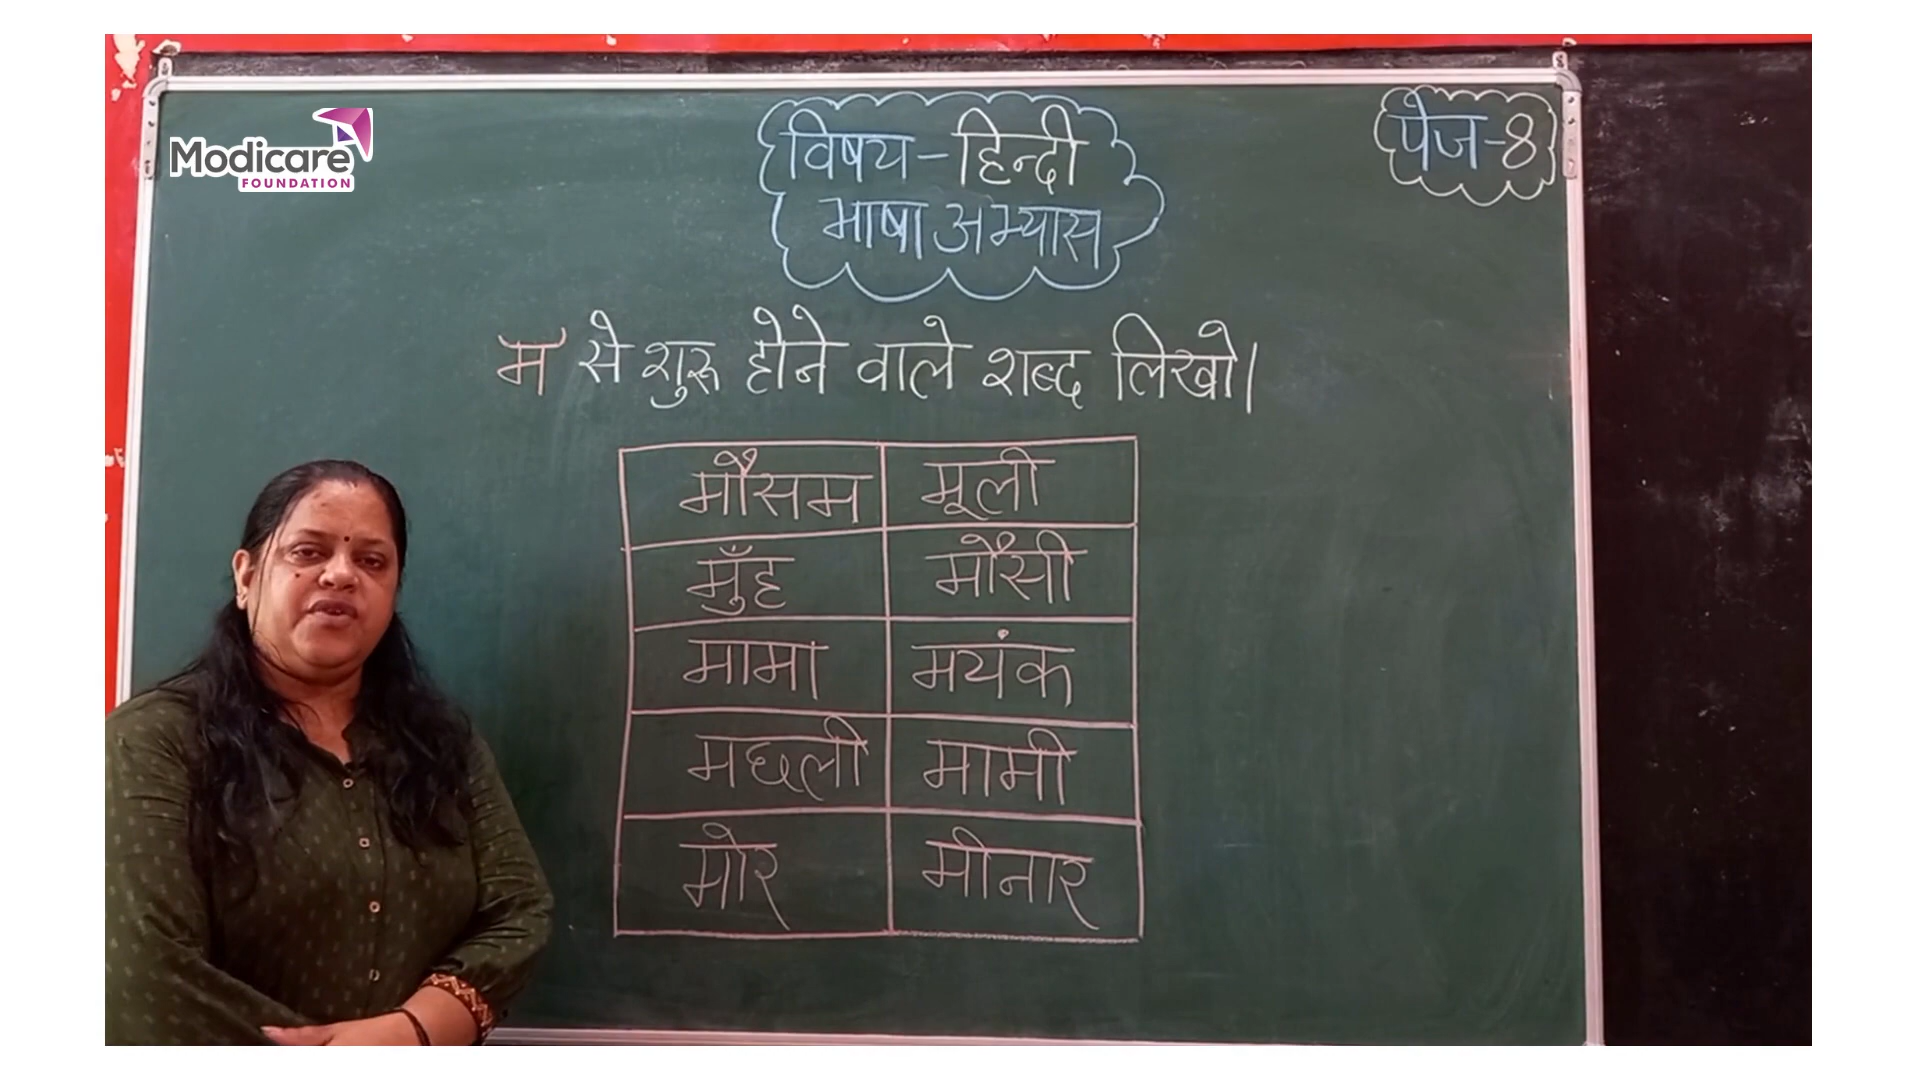 Modicare
FOUNDATION
विषय-हिन्दी
भाषा अभ्यास
पेज-8
म से शुरू होने वाले शब्द लिखो।
मौसम मूली
मुँह मौसी
मामा मयंक
मछली मामी
मोर मीनार